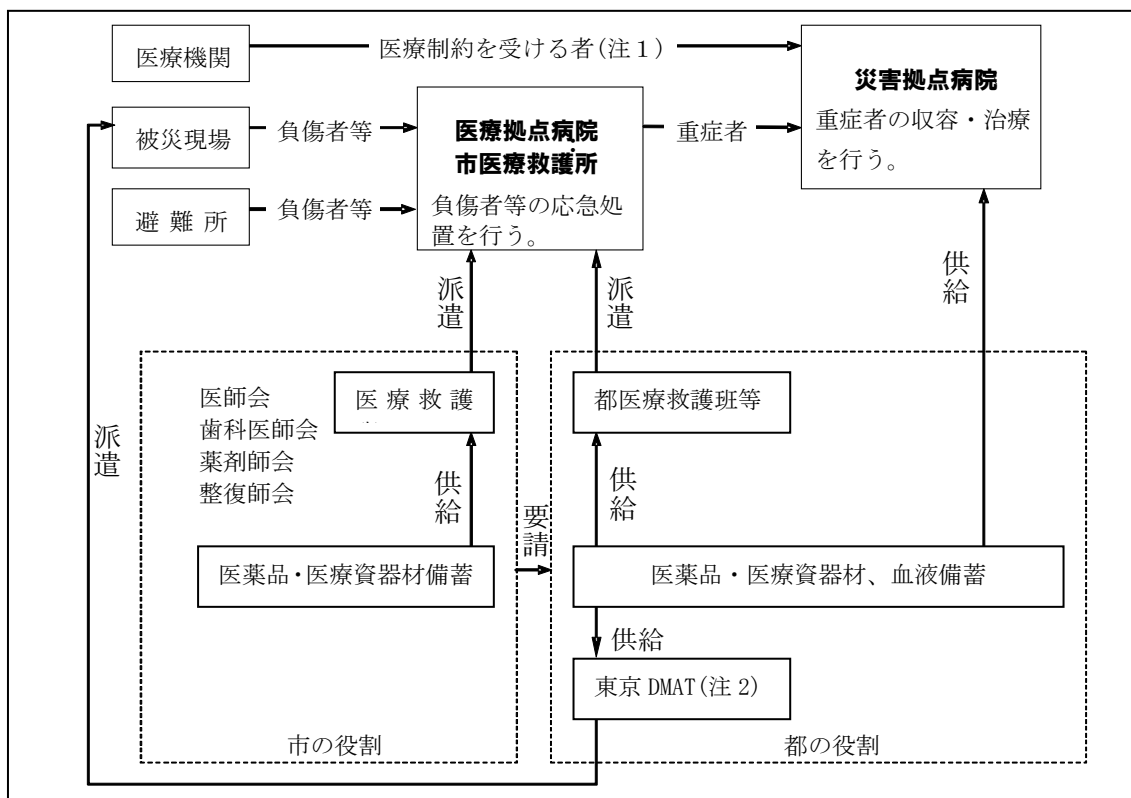 医療機関
医療制約を受ける者(注1)
災害拠点病院
重症者の収容・治療
を行う。
被災現場
負傷者等
医療拠点病院
市医療救護所
負傷者等の応急処
置を行う。
重症者
避難所
負傷者等
派遣
派遣
供給
医師会
歯科医師会
薬剤師会
整復師会
医療救護
都医療救護班等
派遣
供給
供給
要請
医薬品・医療資器材備蓄
医薬品・医療資器材、血液備蓄
供給
東京 DMAT(注2)
市の役割
都の役割